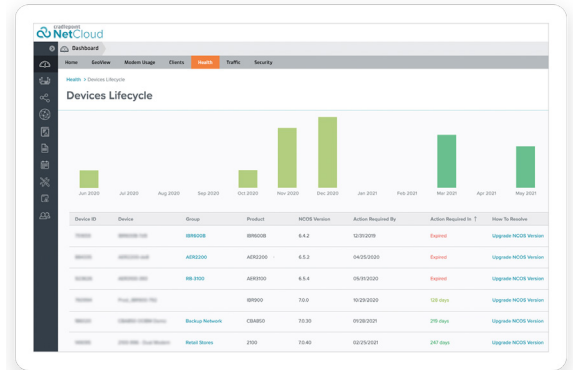 cradlepoint
NetCloud
Dashboard
Home GeoView Modem Usage Clients Health Traffic Security
Health > Devices Lifecycle
Devices Lifecycle
Jun 2020 Jul 2020 Aug 2020 Sep 2020 Oct 2020 Nov 2020 Dec 2020 Jan 2021 Feb 2021 Mar 2021 Apr 2021 May 2021
Device ID Device Group Product NCOS Version Action Required By Action Required In ↑ How To Resolve
IBR600B IBR600B 6.4.2 12/31/2019 Expired Upgrade NCOS Version
AER2200 AER2200 6.5.2 04/25/2020 Expired Upgrade NCOS Version
RB-3100 AER3100 6.5.4 05/31/2020 Expired Upgrade NCOS Version
IBR900 7.0.0 10/29/2020 128 days Upgrade NCOS Version
Backup Network CBA850 7.0.30 01/28/2021 219 days Upgrade NCOS Version
Retail Stores 2100 7.0.40 02/25/2021 247 days Upgrade NCOS Version